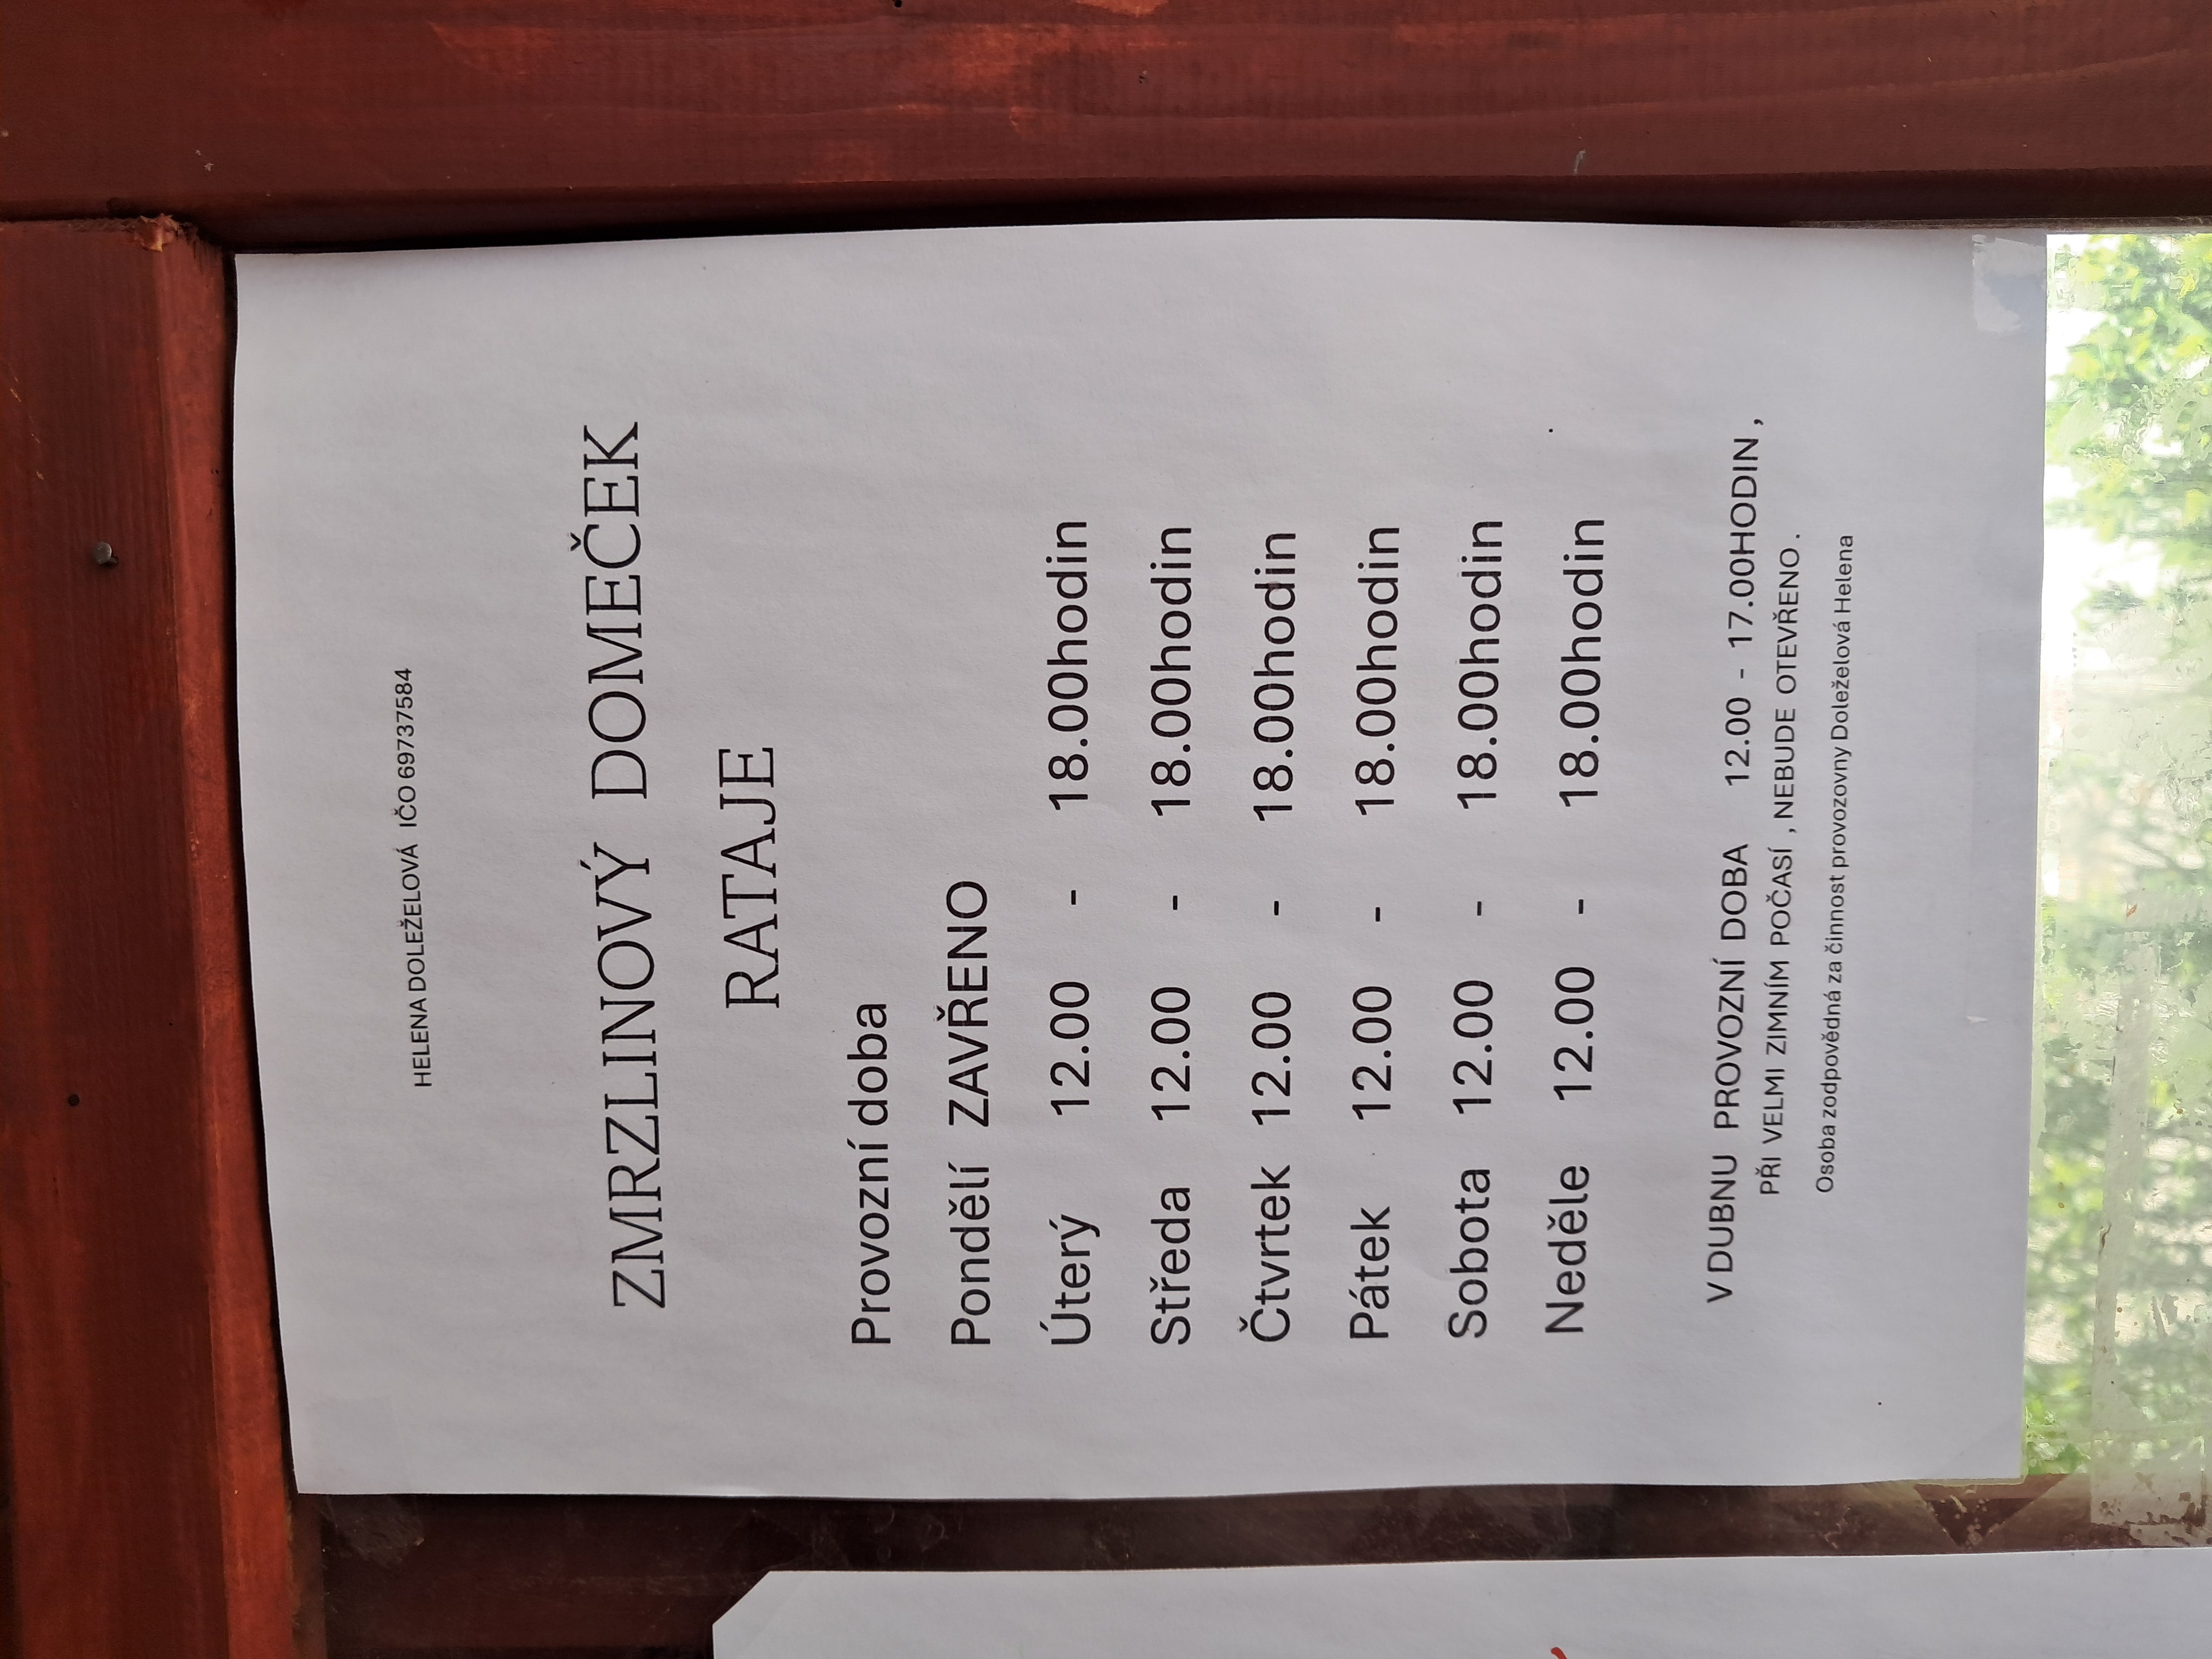 HELENA DOLEŽELOVÁ IČO 69737584
ZMRZLINOVÝ DOMEČEK
RATAJE
Provozní doba
Pondělí ZAVŘENO
Úterý 12.00 - 18.00hodin
Středa 12.00 - 18.00hodin
Čtvrtek 12.00 - 18.00hodin
Pátek 12.00 - 18.00hodin
Sobota 12.00 - 18.00hodin
Neděle 12.00 - 18.00hodin
V DUBNU PROVOZNÍ DOBA 12.00 - 17.00HODIN ,
PŘI VELMI ZIMNÍM POČASÍ , NEBUDE OTEVŘENO .
Osoba zodpovědná za činnost provozovny Doleželová Helena